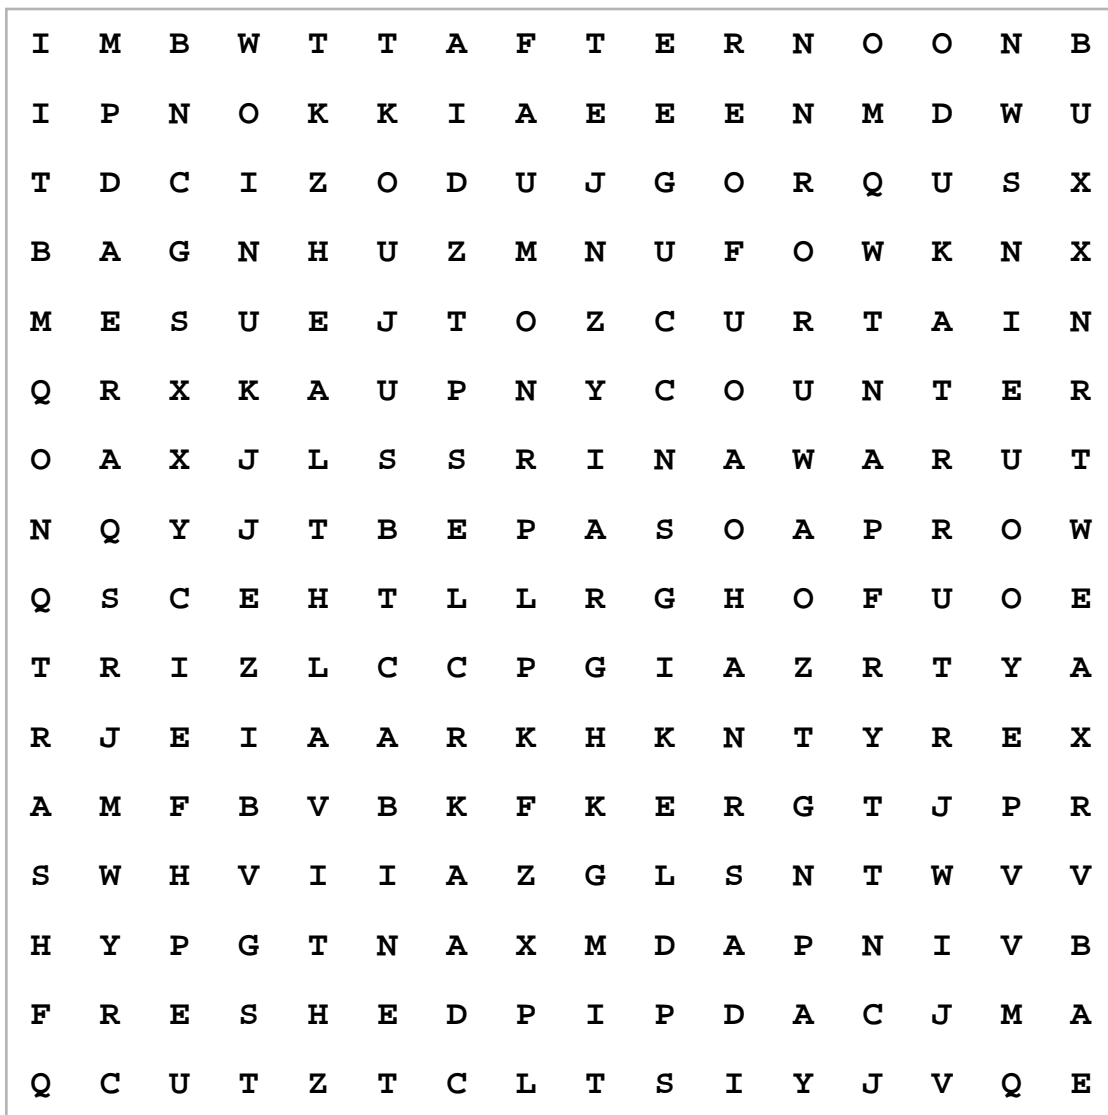 I M B W T T A F T E R N O O N B
I P N O K K I A E E E N M D W U
T D C I Z O D U J G O R Q U S X
B A G N H U Z M N U F O W K N X
M E S U E J T O Z C U R T A I N
Q R X K A U P N Y C O U N T E R
O A X J L S S R I N A W A R U T
N Q Y J T B E P A S O A P R O W
Q S C E H T L L R G H O F U O E
T R I Z L C C P G I A Z R T Y A
R J E I A A R K H K N T Y R E X
A M F B V B K F K E R G T J P R
S W H V I I A Z G L S N T W V V
H Y P G T N A X M D A P N I V B
F R E S H E D P I P D A C J M A
Q C U T Z T C L T S I Y J V Q E